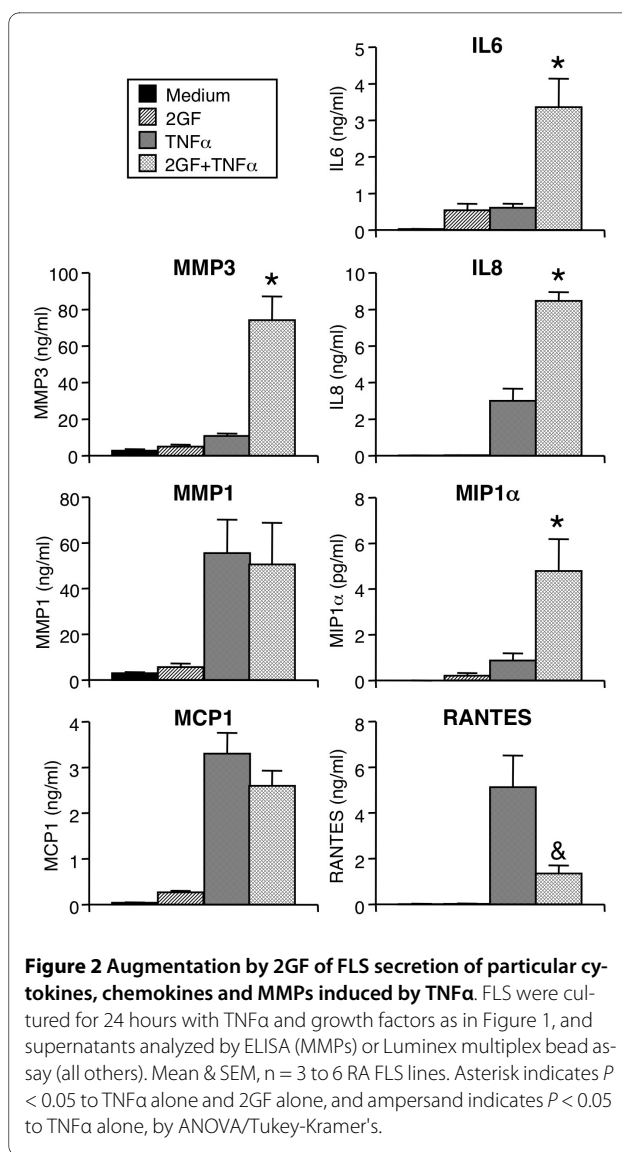 IL6
Medium
2GF
TNFα
2GF+TNFα
IL6 (ng/ml)
5
4
3
2
1
0
*
MMP3
MMP3 (ng/ml)
100
80
60
40
20
0
*
IL8
IL8 (ng/ml)
10
8
6
4
2
0
*
MMP1
MMP1 (ng/ml)
80
60
40
20
0
MIP1α
MIP1α (pg/ml)
8
6
4
2
0
*
MCP1
MCP1 (ng/ml)
4
3
2
1
0
RANTES
RANTES (ng/ml)
8
6
4
2
0
&
Figure 2 Augmentation by 2GF of FLS secretion of particular cy-
tokines, chemokines and MMPs induced by TNFα. FLS were cul-
tured for 24 hours with TNFα and growth factors as in Figure 1, and
supernatants analyzed by ELISA (MMPs) or Luminex multiplex bead as-
say (all others). Mean & SEM, n = 3 to 6 RA FLS lines. Asterisk indicates P
< 0.05 to TNFα alone and 2GF alone, and ampersand indicates P < 0.05
to TNFα alone, by ANOVA/Tukey-Kramer's.